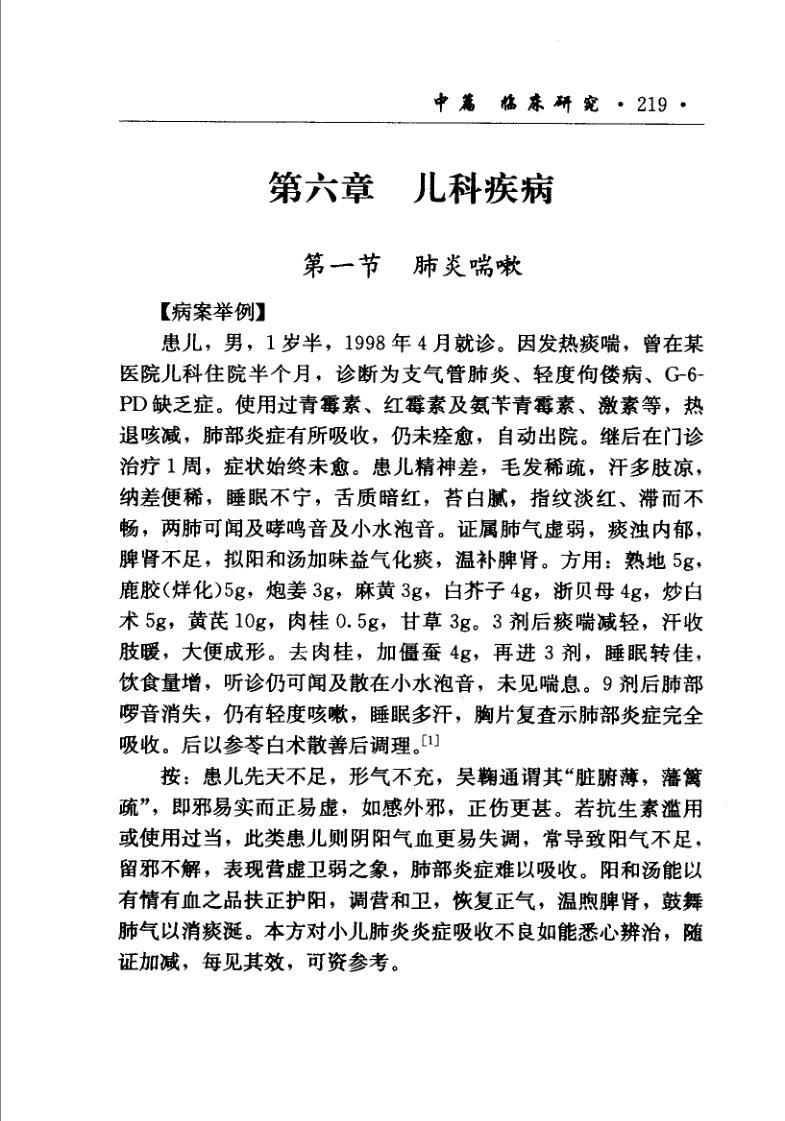 中篇 临床研究 · 219 ·
第六章 儿科疾病
第一节 肺炎喘嗽
【病案举例】
患儿，男，1岁半，1998年4月就诊。因发热痰喘，曾在某
医院儿科住院半个月，诊断为支气管肺炎、轻度佝偻病、G-6-
PD缺乏症。使用过青霉素、红霉素及氨苄青霉素、激素等，热
退咳减，肺部炎症有所吸收，仍未痊愈，自动出院。继后在门诊
治疗1周，症状始终未愈。患儿精神差，毛发稀疏，汗多肢凉，
纳差便稀，睡眠不宁，舌质暗红，苔白腻，指纹淡红、滞而不
畅，两肺可闻及哮鸣音及小水泡音。证属肺气虚弱，痰浊内郁，
脾肾不足，拟阳和汤加味益气化痰，温补脾肾。方用：熟地5g，
鹿胶(烊化)5g，炮姜3g，麻黄3g，白芥子4g，浙贝母4g，炒白
术5g，黄芪10g，肉桂0.5g，甘草3g。3剂后痰喘减轻，汗收
肢暖，大便成形。去肉桂，加僵蚕4g，再进3剂，睡眠转佳，
饮食量增，听诊仍可闻及散在小水泡音，未见喘息。9剂后肺部
啰音消失，仍有轻度咳嗽，睡眠多汗，胸片复查示肺部炎症完全
吸收。后以参苓白术散善后调理。[1]
按：患儿先天不足，形气不充，吴鞠通谓其“脏腑薄，藩篱
疏”，即邪易实而正易虚，如感外邪，正伤更甚。若抗生素滥用
或使用过当，此类患儿则阴阳气血更易失调，常导致阳气不足，
留邪不解，表现营虚卫弱之象，肺部炎症难以吸收。阳和汤能以
有情有血之品扶正护阳，调营和卫，恢复正气，温煦脾肾，鼓舞
肺气以消痰涎。本方对小儿肺炎炎症吸收不良如能悉心辨治，随
证加减，每见其效，可资参考。